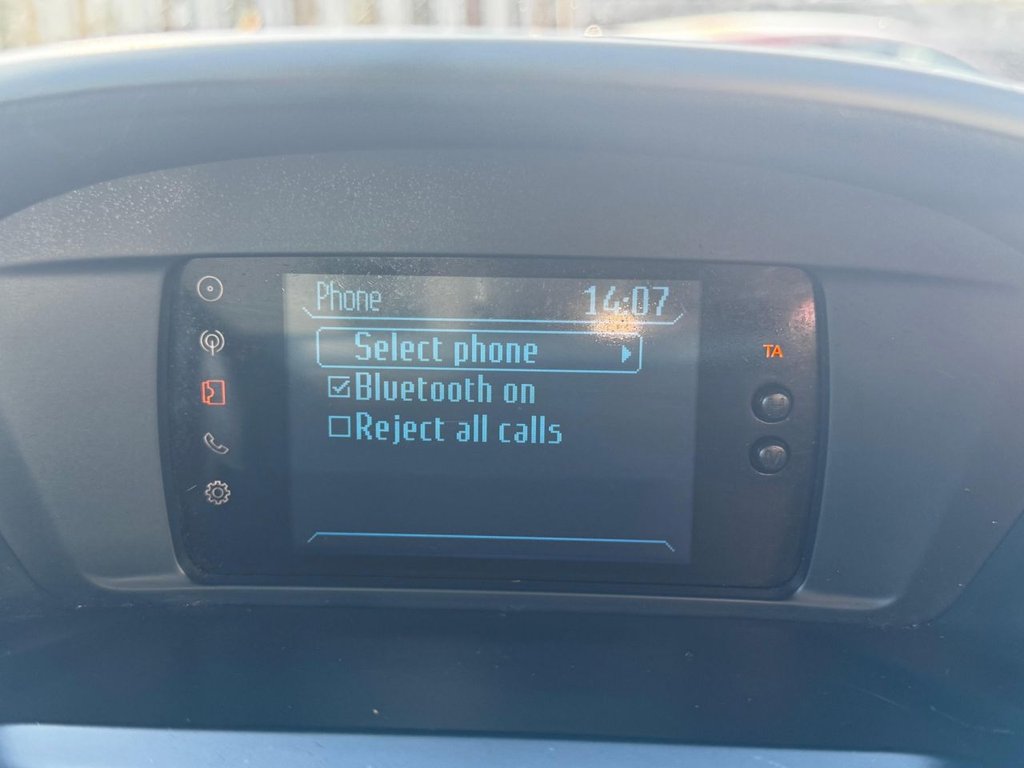 Phone 14:07
Select phone
Bluetooth on
Reject all calls
TA